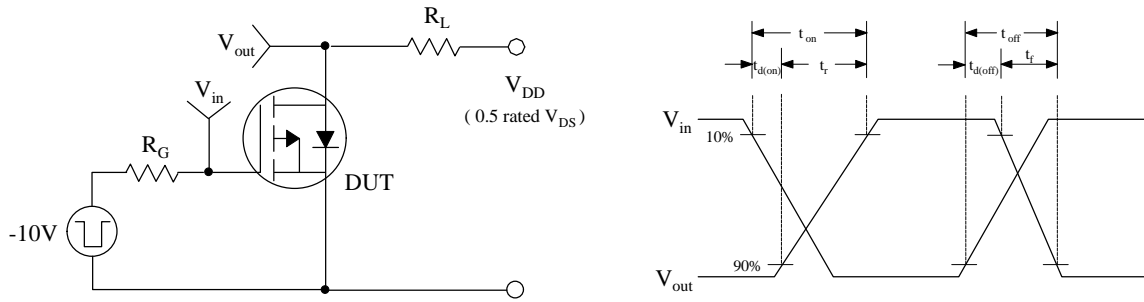 R_L
V_out
V_DD
( 0.5 rated V_DS )
V_in
R_G
DUT
-10V
t_on
t_off
t_d(on)
t_r
t_d(off)
t_f
V_in
10%
90%
V_out